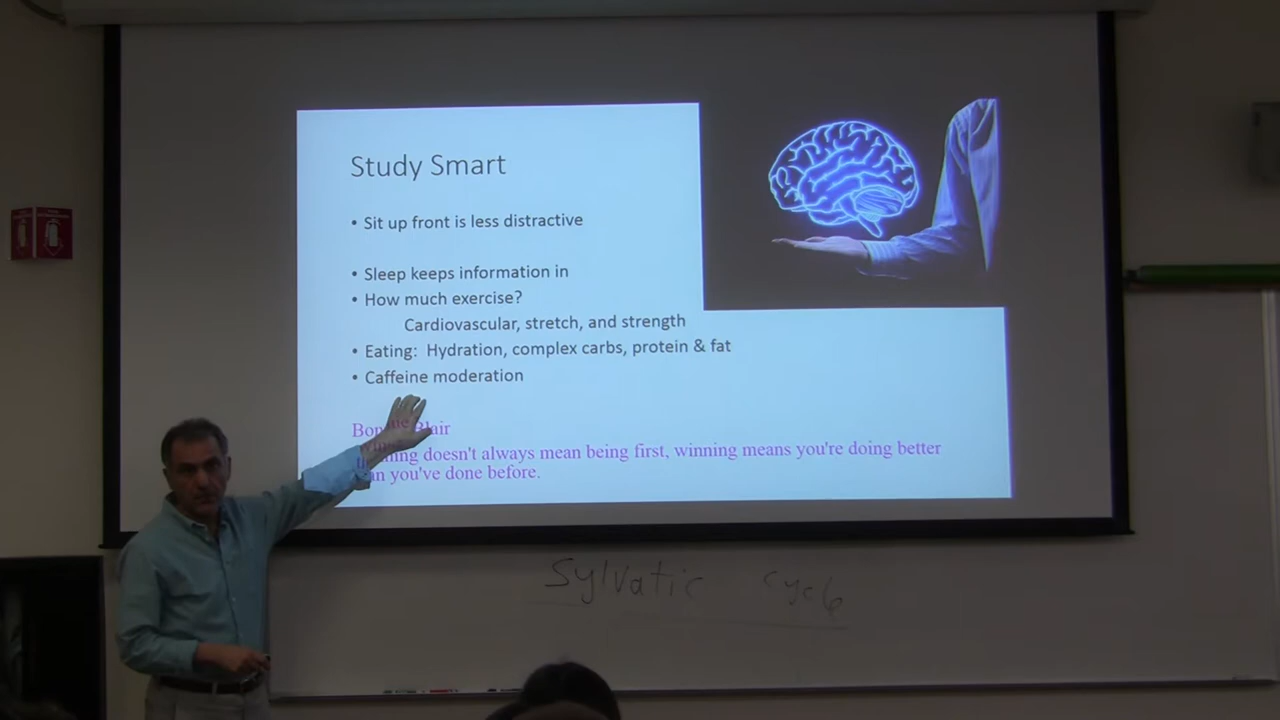 Study Smart
• Sit up front is less distractive
• Sleep keeps information in
• How much exercise?
Cardiovascular, stretch, and strength
• Eating: Hydration, complex carbs, protein & fat
• Caffeine moderation
Blair
doesn't always mean being first, winning means you're doing better
you've done before.
Sylvatic cycle